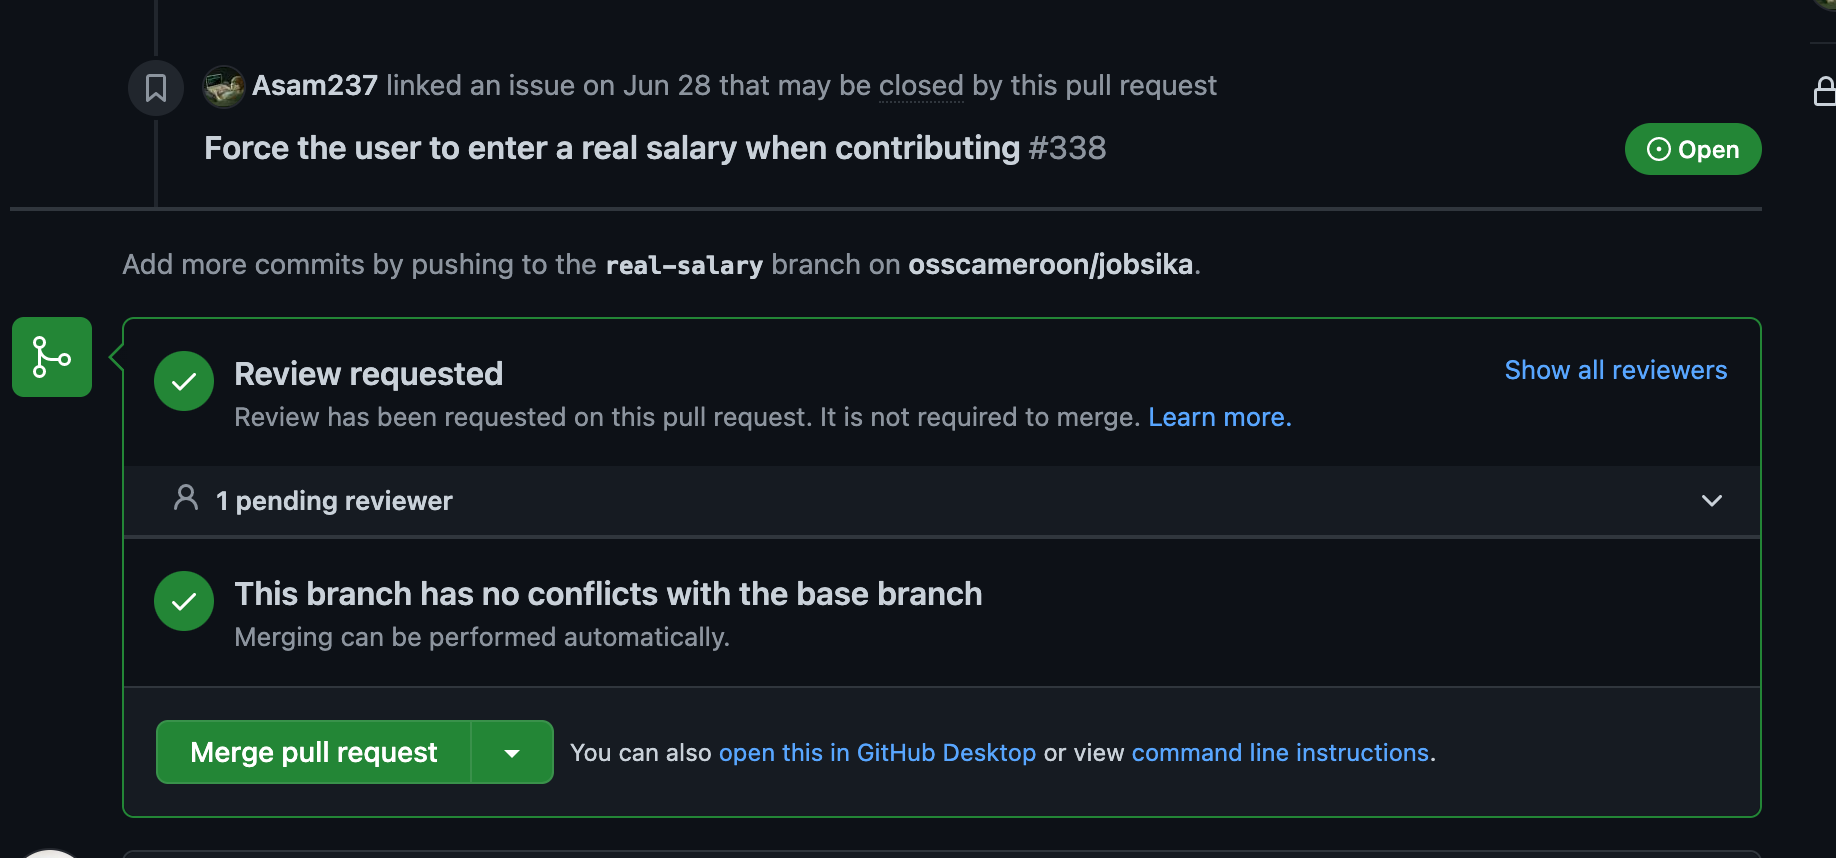 Asam237 linked an issue on Jun 28 that may be closed by this pull request
Force the user to enter a real salary when contributing #338
Open
Add more commits by pushing to the real-salary branch on osscameroon/jobsika.
Review requested
Show all reviewers
Review has been requested on this pull request. It is not required to merge. Learn more.
1 pending reviewer
This branch has no conflicts with the base branch
Merging can be performed automatically.
Merge pull request
You can also open this in GitHub Desktop or view command line instructions.